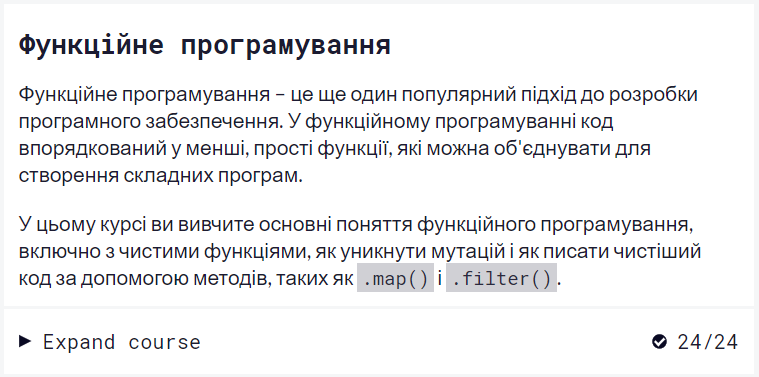 Функційне програмування
Функційне програмування – це ще один популярний підхід до розробки
програмного забезпечення. У функційному програмуванні код
впорядкований у менші, прості функції, які можна об'єднувати для
створення складних програм.
У цьому курсі ви вивчите основні поняття функційного програмування,
включно з чистими функціями, як уникнути мутацій і як писати чистіший
код за допомогою методів, таких як .map() і .filter().
Expand course 24/24